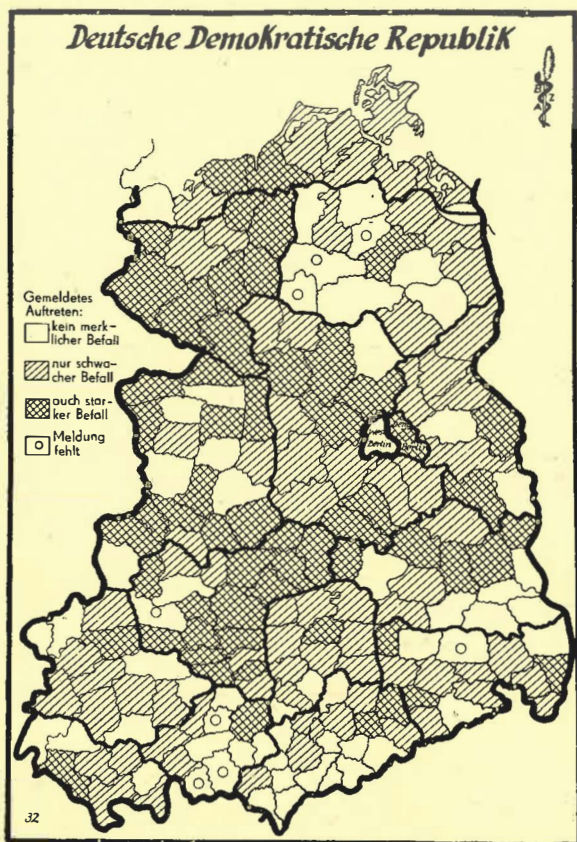 Deutsche Demokratische Republik
B Z
A
Gemeldetes
Auftreten:
kein merk-
licher Befall
nur schwa-
cher Befall
auch star-
ker Befall
Meldung
fehlt
Berlin
Berlin
32